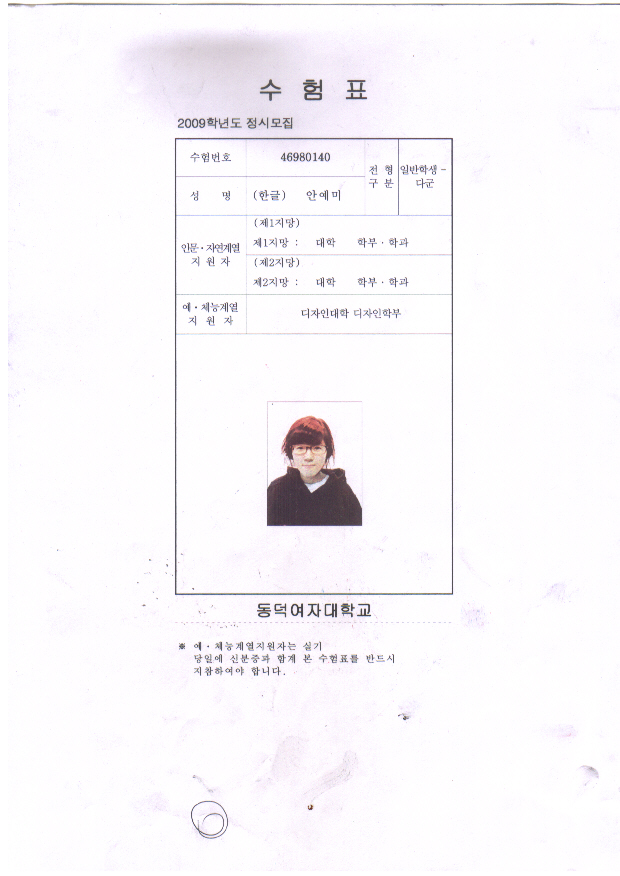 수 험 표
2009학년도 정시모집
수험번호 46980140
전 형 구 분 일반학생 - 다군
성 명 (한글) 안예미
인문·자연계열 지 원 자
(제1지망)
제1지망 : 대학 학부·학과
(제2지망)
제2지망 : 대학 학부·학과
예·체능계열 지 원 자
디자인대학 디자인학부
동덕여자대학교
※ 예·체능계열지원자는 실기
당일에 신분증과 함께 본 수험표를 반드시
지참하여야 합니다.